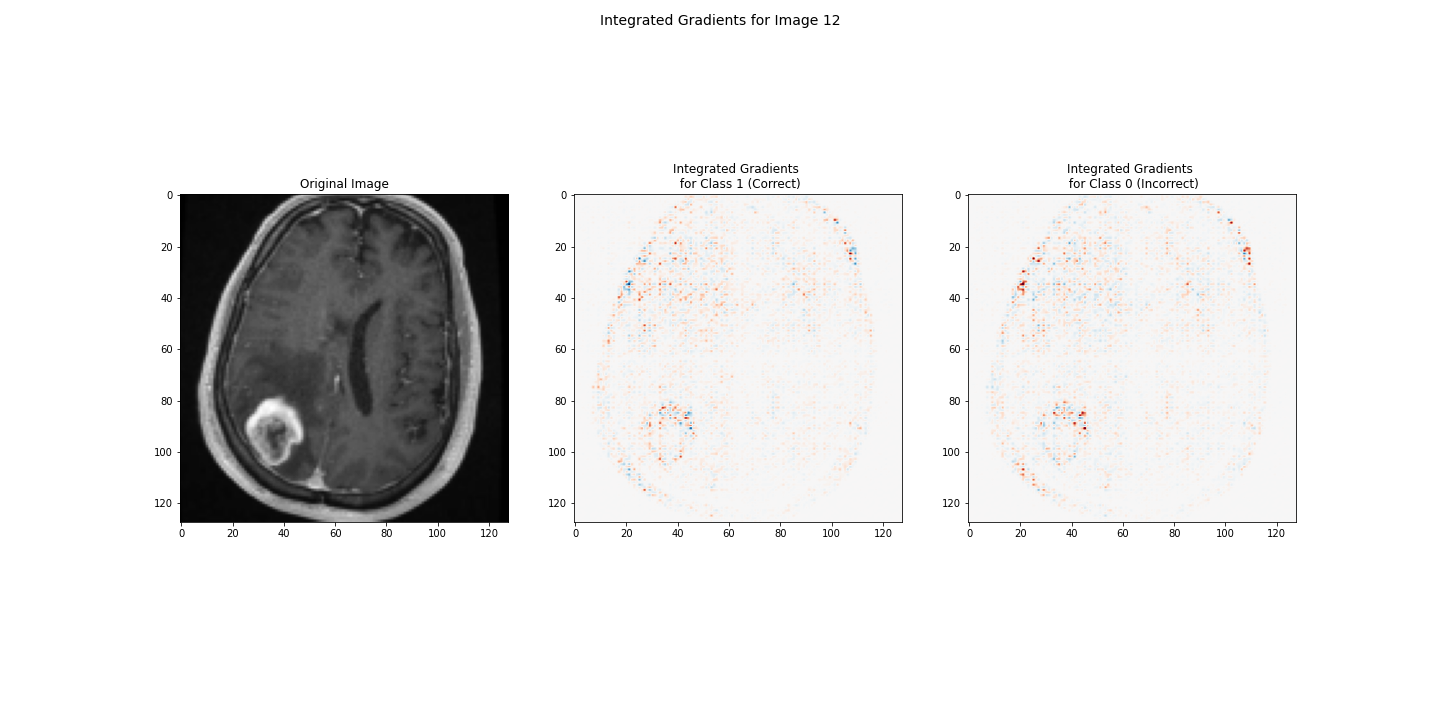 Integrated Gradients for Image 12
Original Image
0
20
40
60
80
100
120
0 20 40 60 80 100 120
Integrated Gradients
for Class 1 (Correct)
0
20
40
60
80
100
120
0 20 40 60 80 100 120
Integrated Gradients
for Class 0 (Incorrect)
0
20
40
60
80
100
120
0 20 40 60 80 100 120